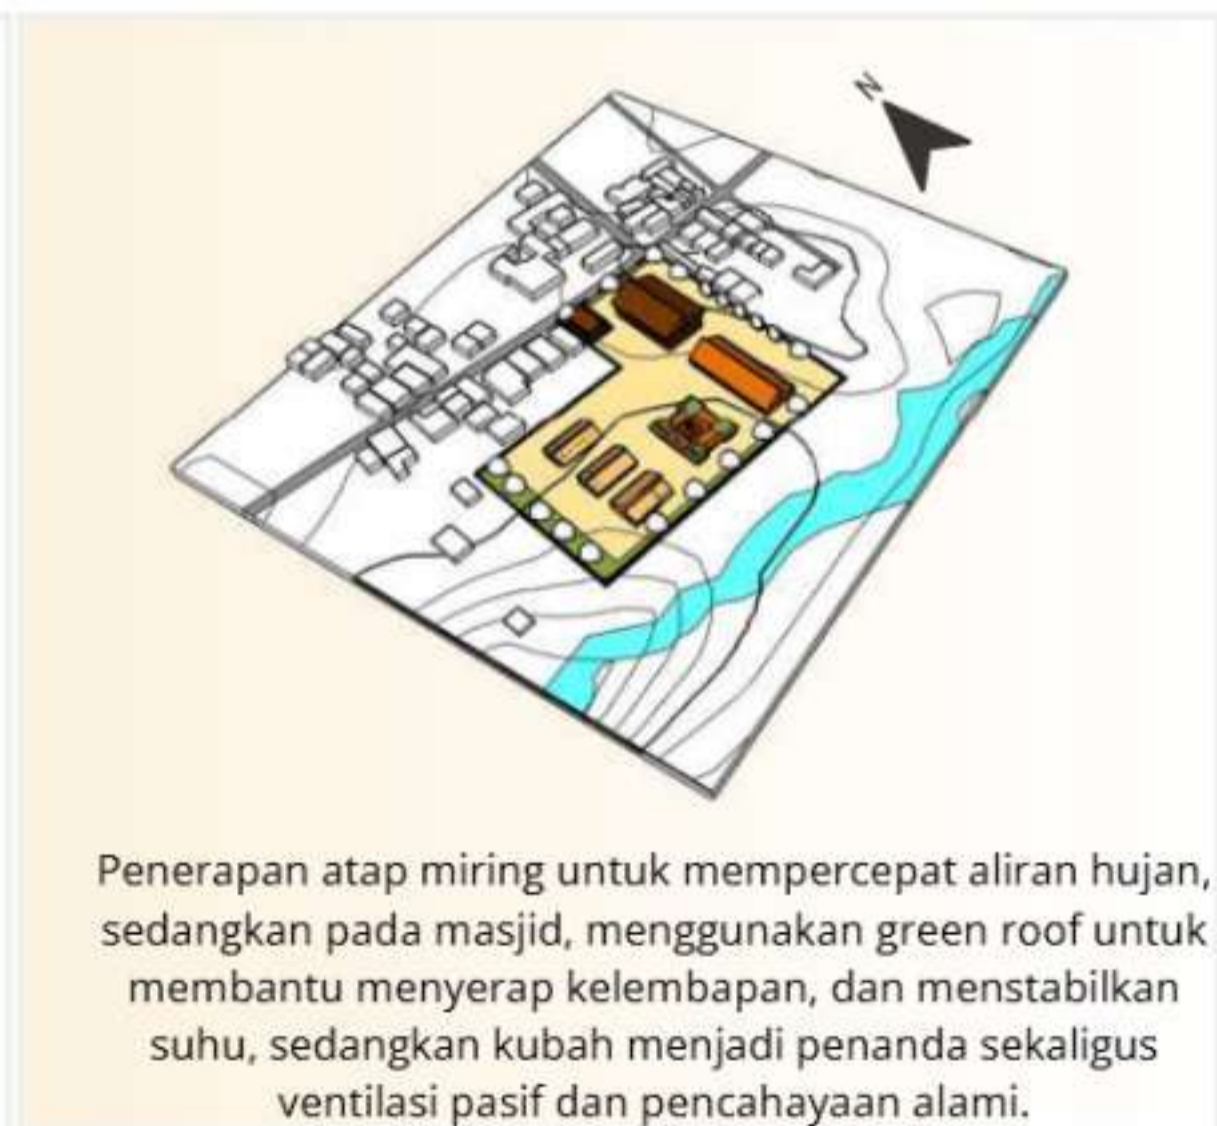 N
Penerapan atap miring untuk mempercepat aliran hujan,
sedangkan pada masjid, menggunakan green roof untuk
membantu menyerap kelembapan, dan menstabilkan
suhu, sedangkan kubah menjadi penanda sekaligus
ventilasi pasif dan pencahayaan alami.